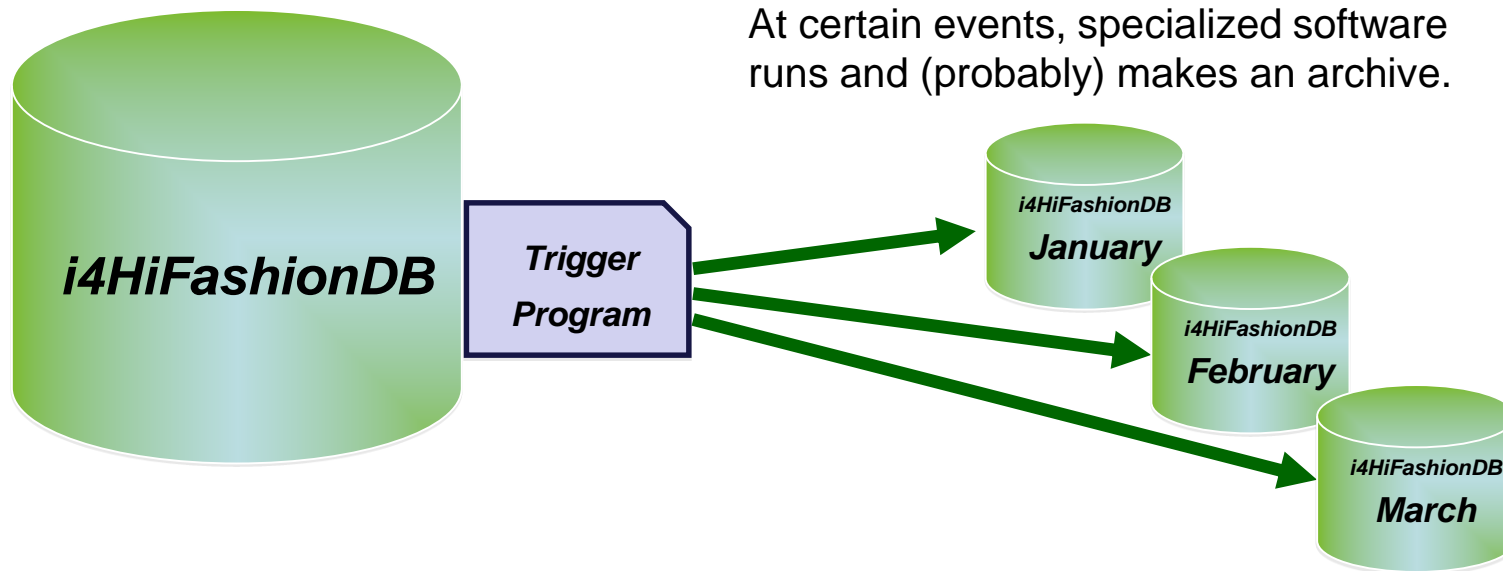 At certain events, specialized software
runs and (probably) makes an archive.
i4HiFashionDB
Trigger
Program
i4HiFashionDB
January
i4HiFashionDB
February
i4HiFashionDB
March